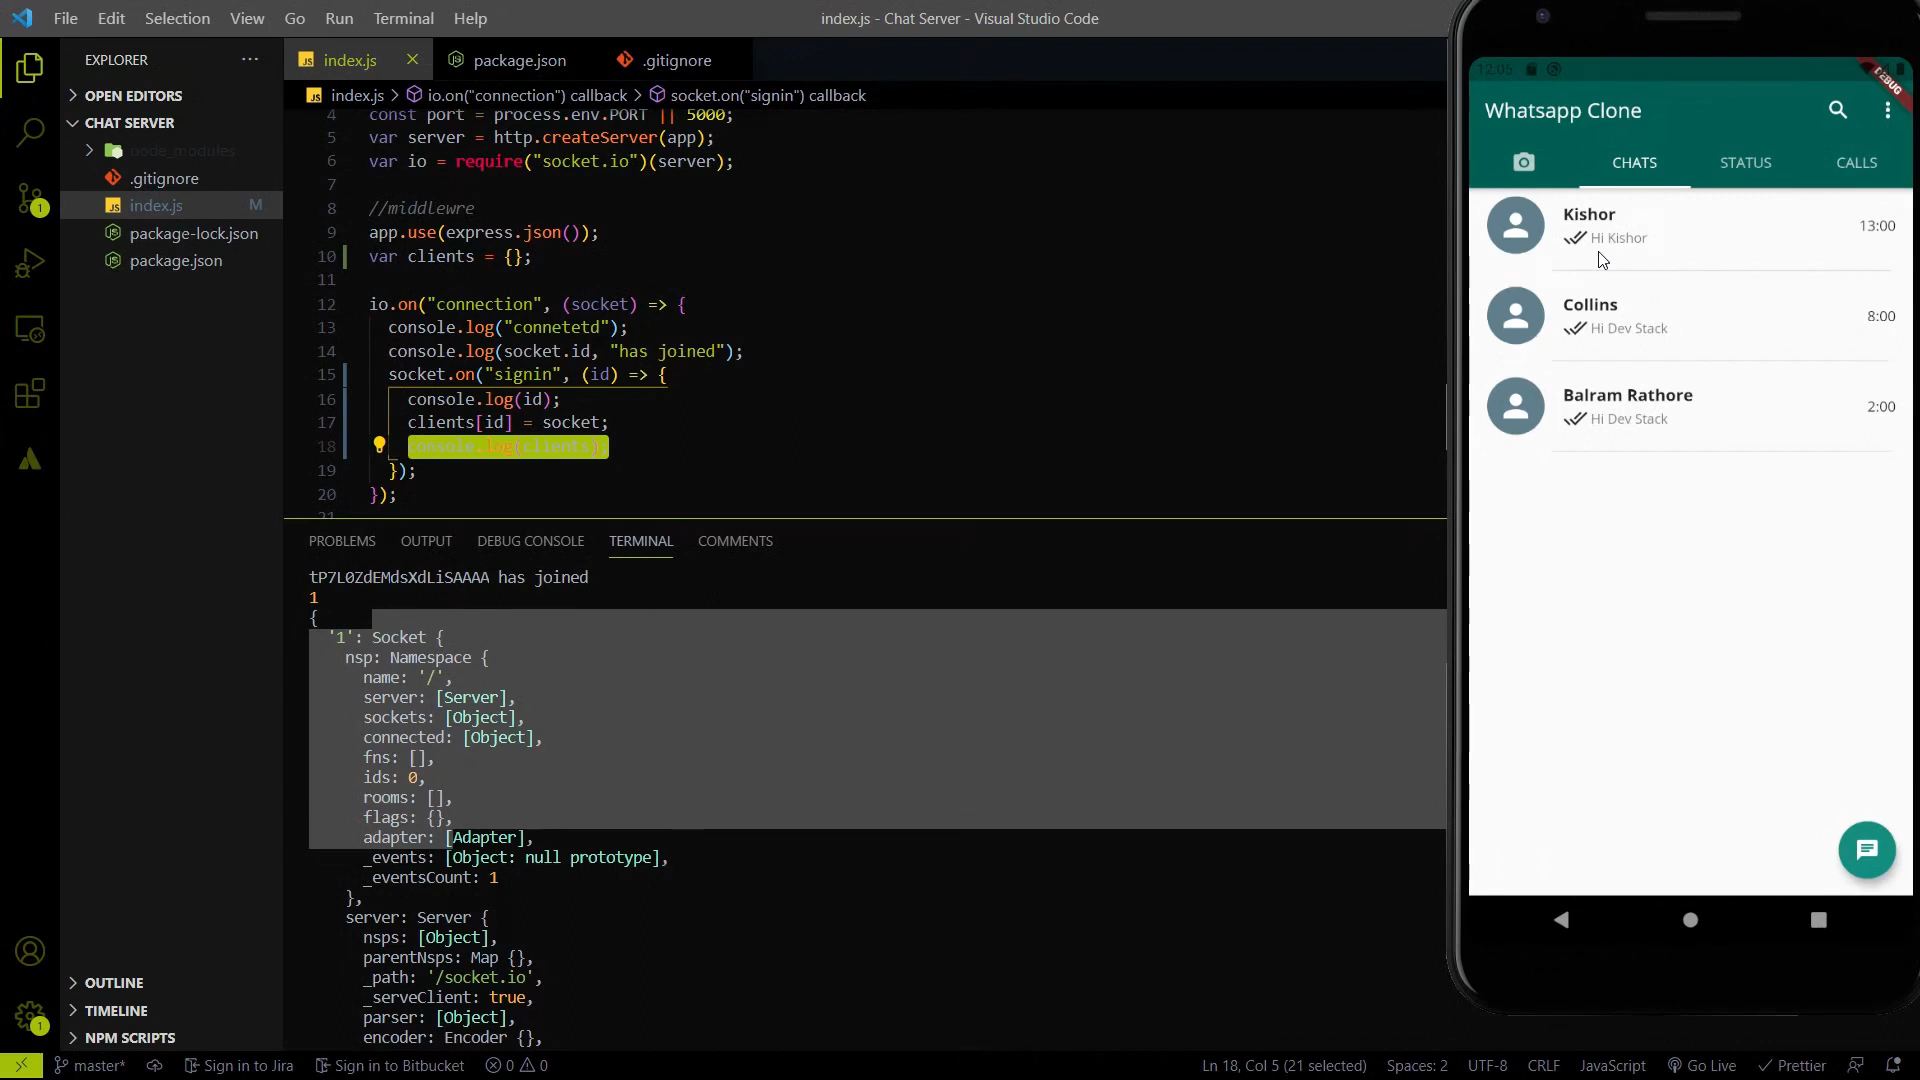 File Edit Selection View Go Run Terminal Help
index.js - Chat Server - Visual Studio Code
EXPLORER
OPEN EDITORS
CHAT SERVER
node_modules
.gitignore
index.js M
package-lock.json
package.json
OUTLINE
TIMELINE
NPM SCRIPTS
JS index.js
package.json
.gitignore
JS index.js > io.on("connection") callback > socket.on("signin") callback
4 const port = process.env.PORT || 5000;
5 var server = http.createServer(app);
6 var io = require("socket.io")(server);
7
8 //middlewre
9 app.use(express.json());
10 var clients = {};
11
12 io.on("connection", (socket) => {
13 console.log("connetetd");
14 console.log(socket.id, "has joined");
15 socket.on("signin", (id) => {
16 console.log(id);
17 clients[id] = socket;
18 console.log(clients);
19 });
20 });
21
PROBLEMS OUTPUT DEBUG CONSOLE TERMINAL COMMENTS
tP7L0ZdEMdsXdLiSAAAA has joined
1
{
'1': Socket {
nsp: Namespace {
name: '/',
server: [Server],
sockets: [Object],
connected: [Object],
fns: [],
ids: 0,
rooms: [],
flags: {},
adapter: [Adapter],
_events: [Object: null prototype],
_eventsCount: 1
},
server: Server {
nsps: [Object],
parentNsps: Map {},
_path: '/socket.io',
_serveClient: true,
parser: [Object],
encoder: Encoder {},
1
1
master* Sign in to Jira Sign in to Bitbucket 0 0
Ln 18, Col 5 (21 selected) Spaces: 2 UTF-8 CRLF JavaScript Go Live Prettier
12:05
DEBUG
Whatsapp Clone
CHATS STATUS CALLS
Kishor
Hi Kishor
13:00
Collins
Hi Dev Stack
8:00
Balram Rathore
Hi Dev Stack
2:00